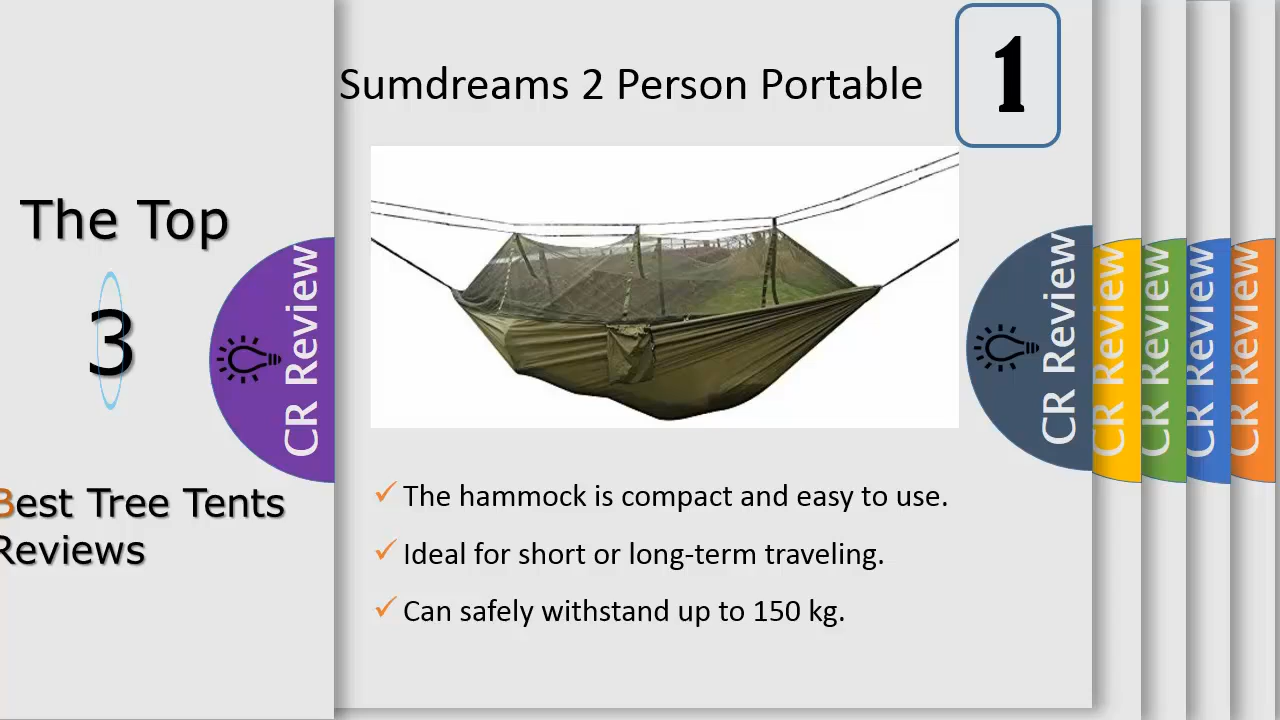 Sumdreams 2 Person Portable
1
The Top
3
Best Tree Tents
Reviews
CR Review
The hammock is compact and easy to use.
Ideal for short or long-term traveling.
Can safely withstand up to 150 kg.
CR Review
CR Review
CR Review
CR Review
CR Review